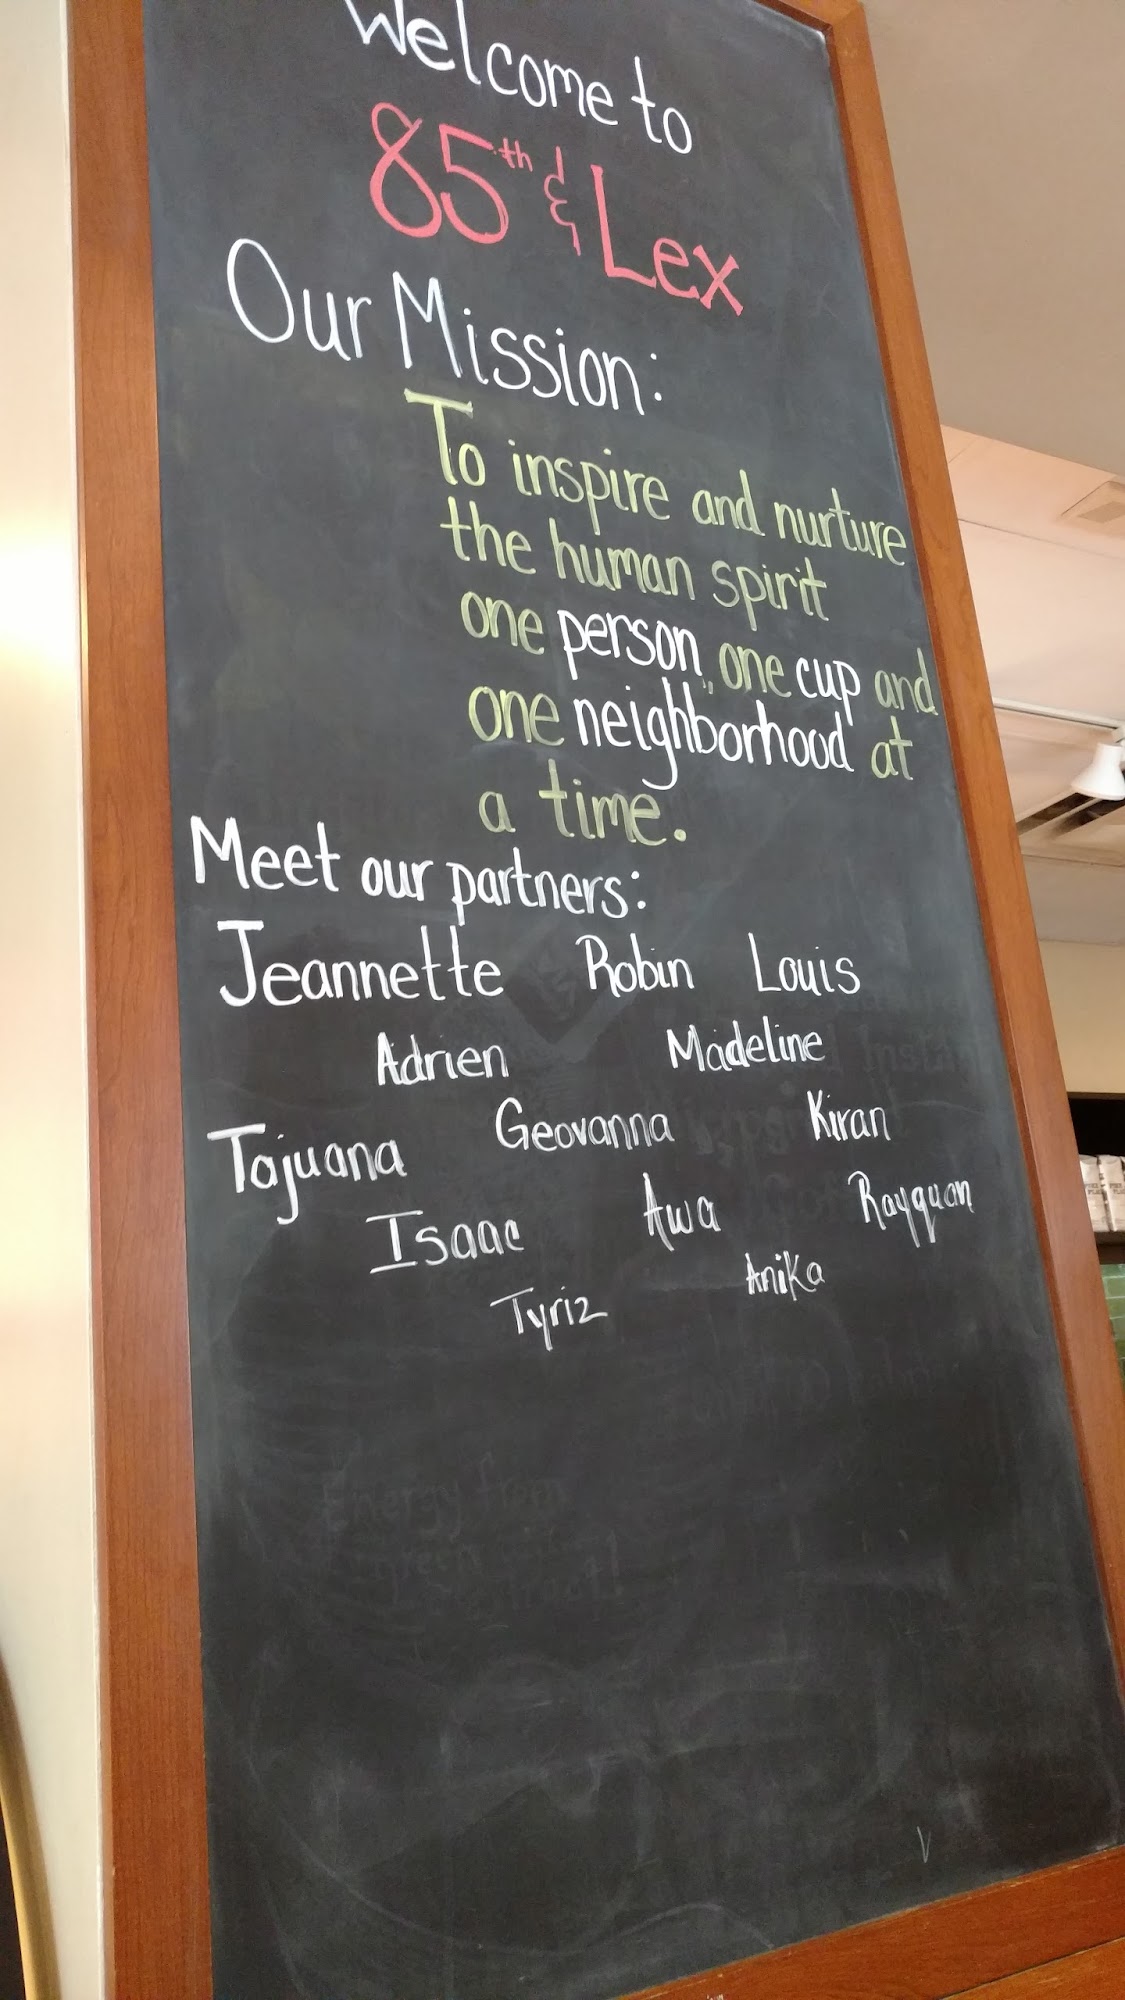 Welcome to
85th & Lex
Our Mission:
To inspire and nurture
the human spirit
one person, one cup and
one neighborhood at
a time.
Meet our partners:
Jeannette Robin Louis
Adrien Madeline
Tajuana Geovanna Kiran
Isaac Awa Rayquan
Tyriz Anika
Energy from